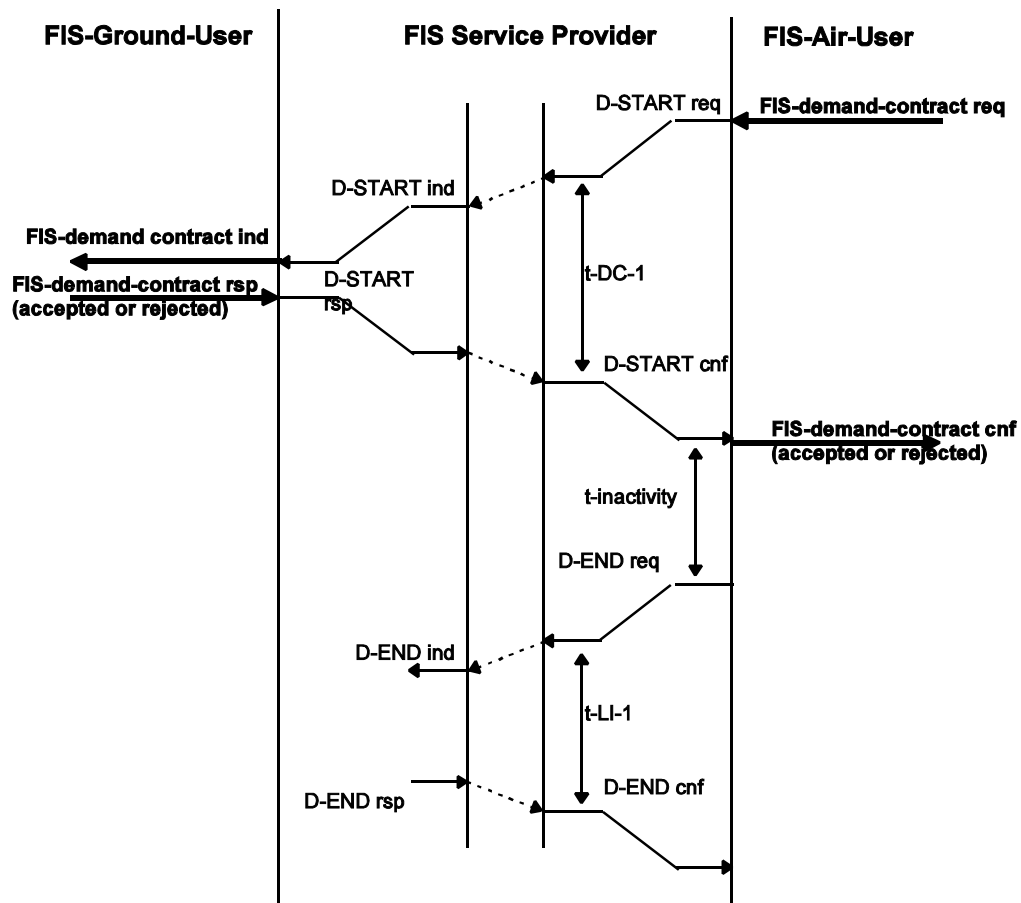 FIS-Ground-User
FIS Service Provider
FIS-Air-User
D-START req
FIS-demand-contract req
D-START ind
FIS-demand contract ind
t-DC-1
FIS-demand-contract rsp
(accepted or rejected)
D-START
rsp
D-START cnf
FIS-demand-contract cnf
(accepted or rejected)
t-inactivity
D-END req
D-END ind
t-LI-1
D-END cnf
D-END rsp